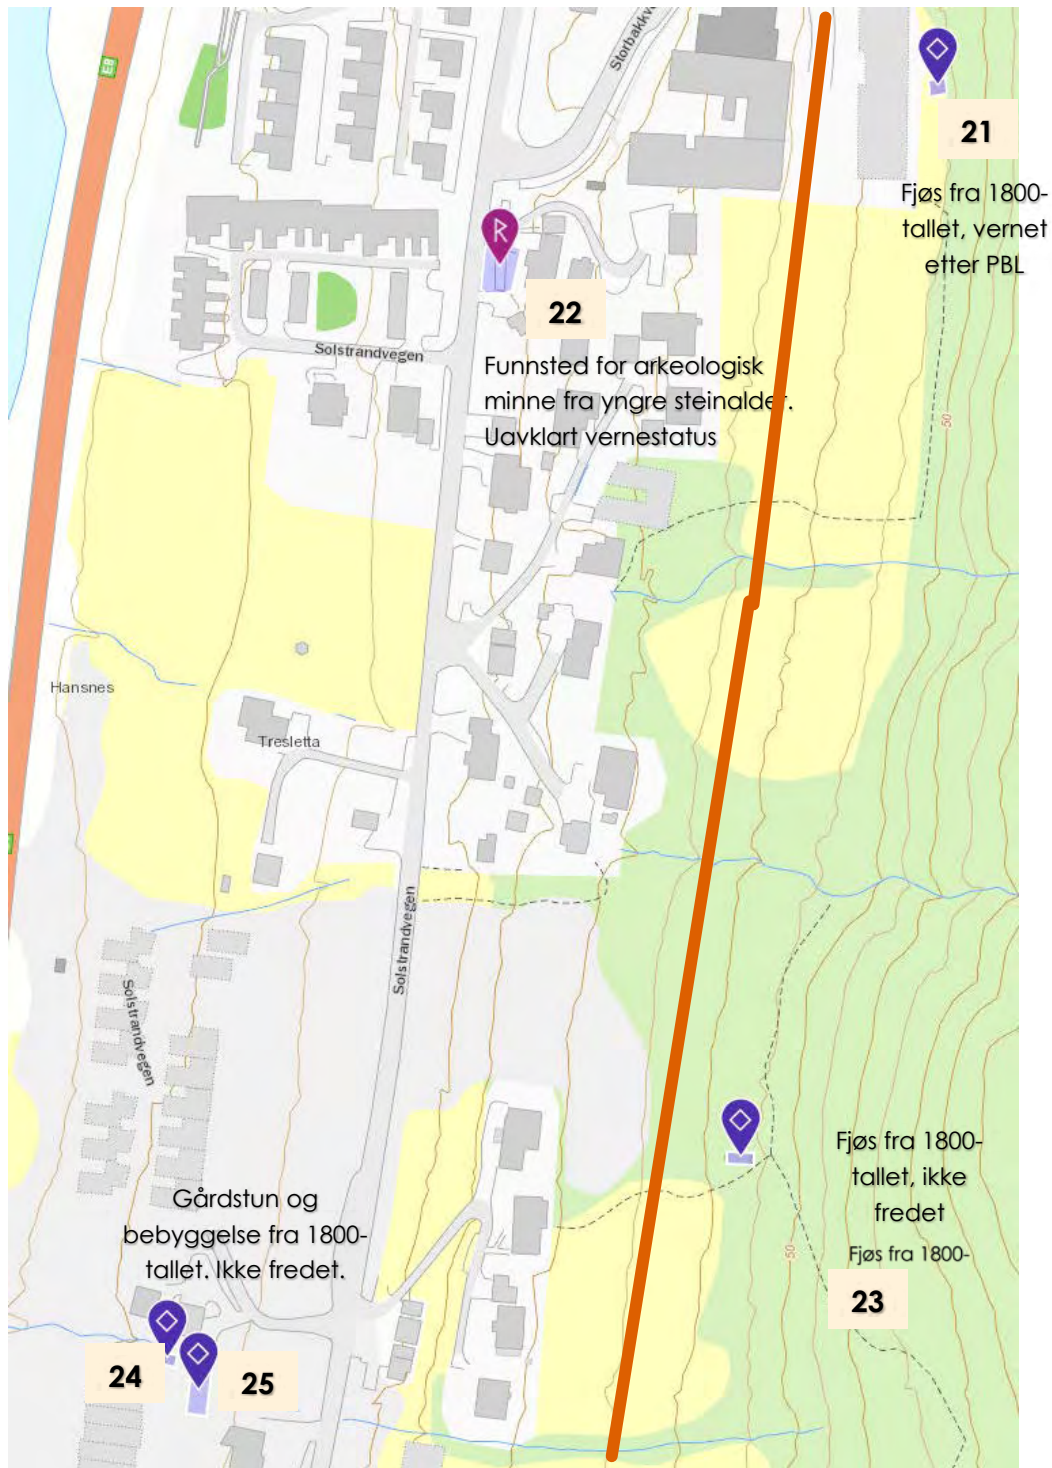 E8
Storbakkv
21
Fjøs fra 1800-
tallet, vernet
etter PBL
R
22
Solstrandvegen
Funnsted for arkeologisk
minne fra yngre steinalder.
Uavklart vernestatus
50
Hansnes
Tresletta
Solstrandvegen
Solstrandvegen
Fjøs fra 1800-
tallet, ikke
fredet
Fjøs fra 1800-
50
23
Gårdstun og
bebyggelse fra 1800-
tallet. Ikke fredet.
24
25